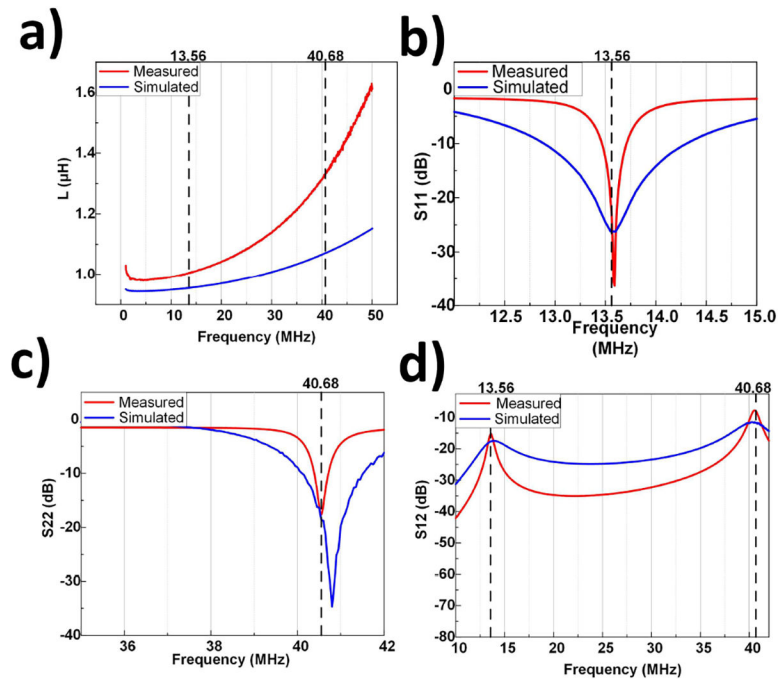 a)
13.56 40.68
Measured
Simulated
1.6
1.4
1.2
1.0
L (µH)
0 10 20 30 40 50
Frequency (MHz)
b)
13.56
Measured
Simulated
0
-10
-20
-30
-40
S11 (dB)
12.5 13.0 13.5 14.0 14.5 15.0
Frequency
(MHz)
c)
40.68
Measured
Simulated
0
-10
-20
-30
-40
S22 (dB)
36 38 40 42
Frequency (MHz)
d)
13.56 40.68
Measured
Simulated
-10
-20
-30
-40
-50
-60
-70
-80
S12 (dB)
10 15 20 25 30 35 40
Frequency (MHz)